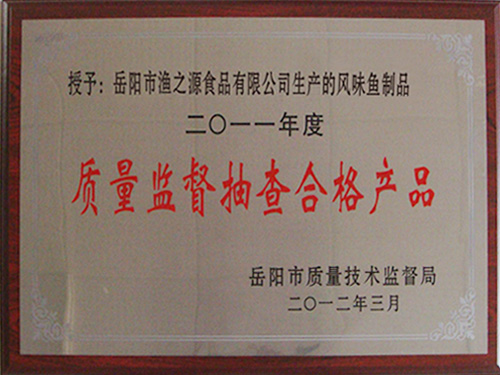 授予：岳阳市渔之源食品有限公司生产的风味鱼制品
二〇一一年度
质量监督抽查合格产品
岳阳市质量技术监督局
二〇一二年三月